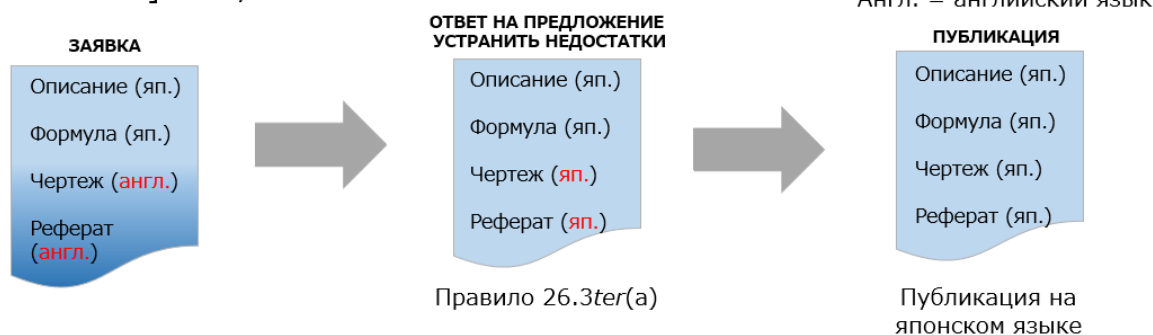 Англ. = английский язык
ЗАЯВКА
Описание (яп.)
Формула (яп.)
Чертеж (англ.)
Реферат
(англ.)
ОТВЕТ НА ПРЕДЛОЖЕНИЕ
УСТРАНИТЬ НЕДОСТАТКИ
Описание (яп.)
Формула (яп.)
Чертеж (яп.)
Реферат (яп.)
Правило 26.3ter(a)
ПУБЛИКАЦИЯ
Описание (яп.)
Формула (яп.)
Чертеж (яп.)
Реферат (яп.)
Публикация на
японском языке